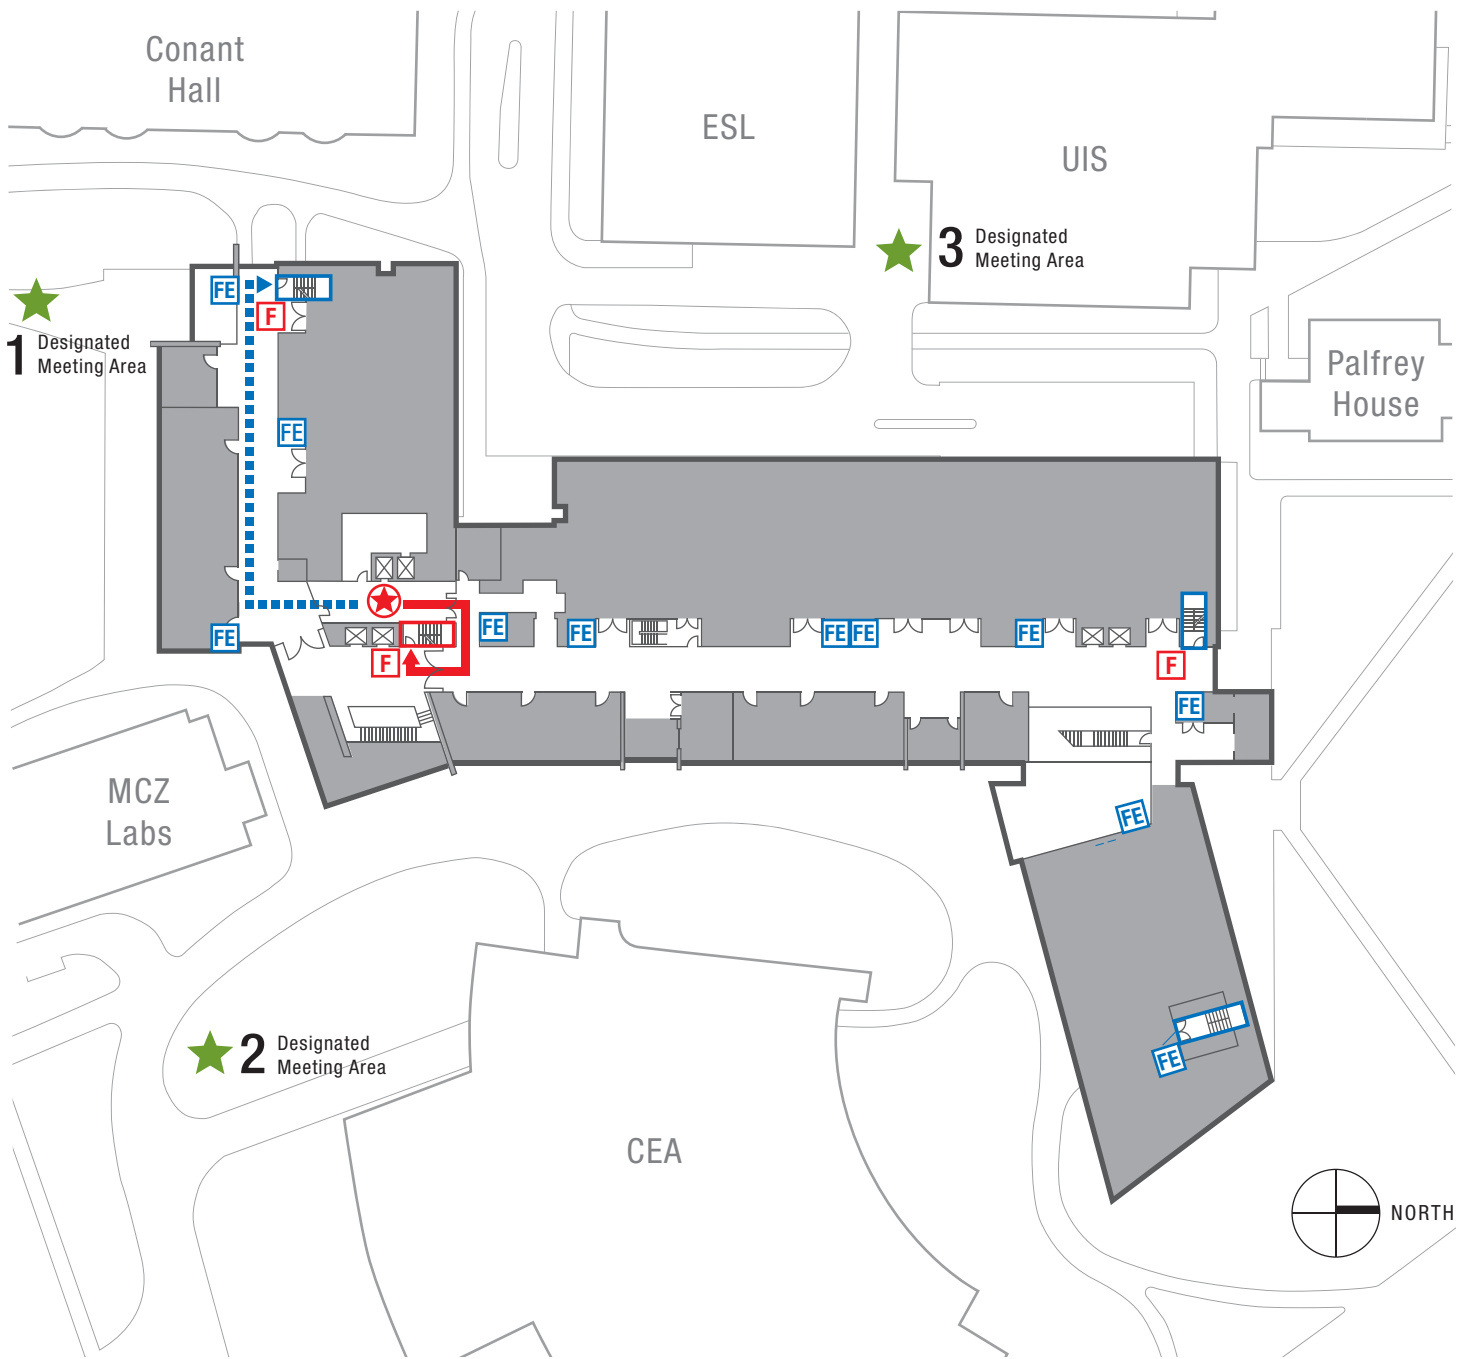 Conant
Hall
ESL
UIS
3 Designated
Meeting Area
FE
F
1 Designated
Meeting Area
Palfrey
House
FE
FE
FE
FE
FE
FE
FE
F
F
FE
MCZ
Labs
FE
2 Designated
Meeting Area
FE
CEA
NORTH